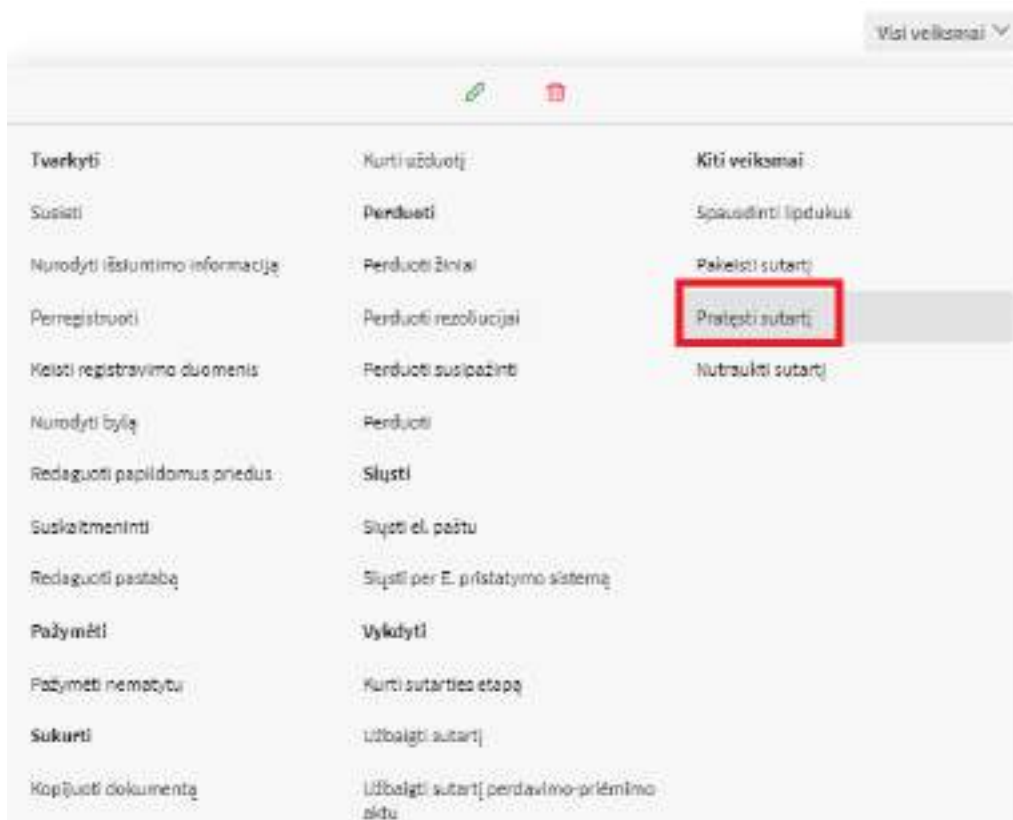 Visi veiksmai
Tvarkyti
Susieti
Nurodyti išsiuntimo informaciją
Perregistruoti
Keisti registravimo duomenis
Nurodyti bylą
Redaguoti papildomus priedus
Suskaitmeninti
Redaguoti pastabą
Pažymėti
Pažymėti nematytu
Sukurti
Kopijuoti dokumentą
Kurti užduotį
Perduoti
Perduoti žiniai
Perduoti rezoliucijai
Perduoti susipažinti
Perduoti
Siųsti
Siųsti el. paštu
Siųsti per E. pristatymo sistemą
Vykdyti
Kurti sutarties etapą
Užbaigti sutartį
Užbaigti sutartį perdavimo-priėmimo
aktu
Kiti veiksmai
Spausdinti lipdukus
Pakeisti sutartį
Pratęsti sutartį
Nutraukti sutartį